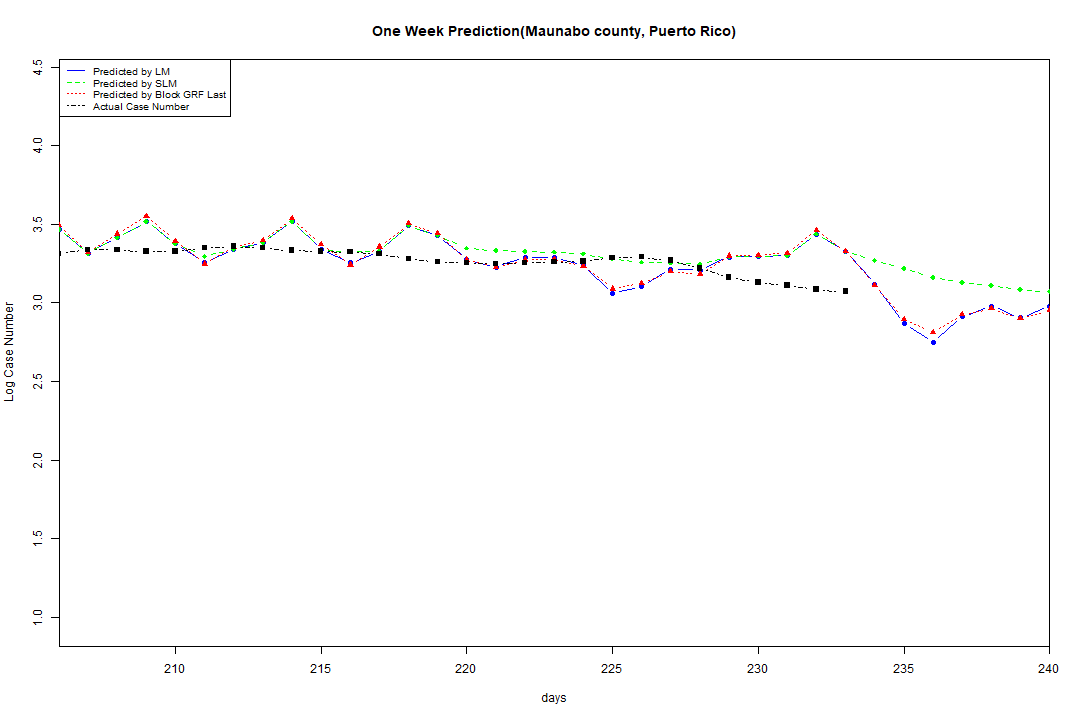 One Week Prediction(Maunabo county, Puerto Rico)
Predicted by LM
Predicted by SLM
Predicted by Block GRF Last
Actual Case Number
Log Case Number
4.5
4.0
3.5
3.0
2.5
2.0
1.5
1.0
210 215 220 225 230 235 240
days